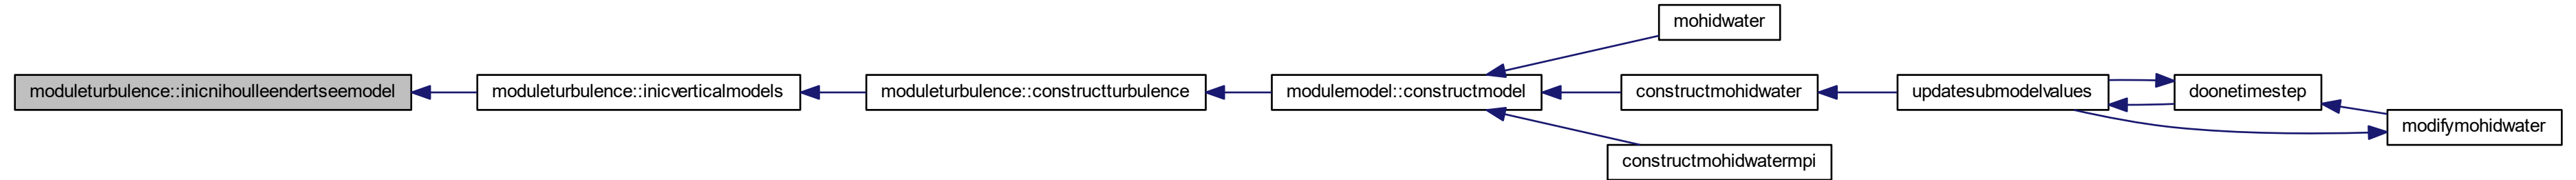 mohidwater
moduleturbulence::inicnihoulleendertseemodel
moduleturbulence::inicverticalmodels
moduleturbulence::constructturbulence
modulemodel::constructmodel
constructmohidwater
updatesubmodelvalues
doonetimestep
modifymohidwater
constructmohidwatermpi